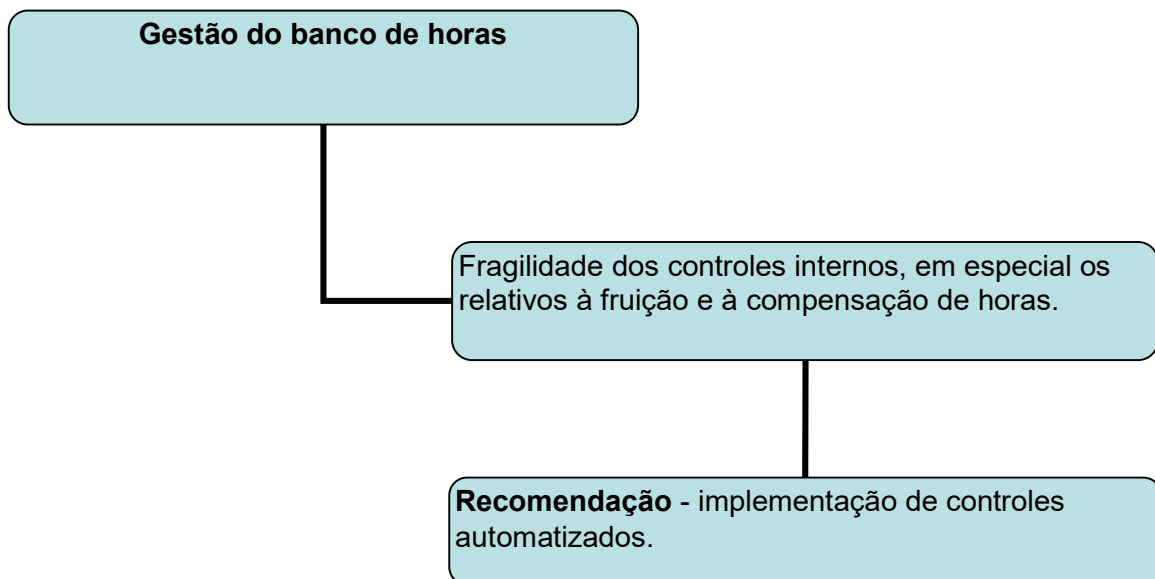 Gestão do banco de horas
Fragilidade dos controles internos, em especial os
relativos à fruição e à compensação de horas.
Recomendação - implementação de controles
automatizados.